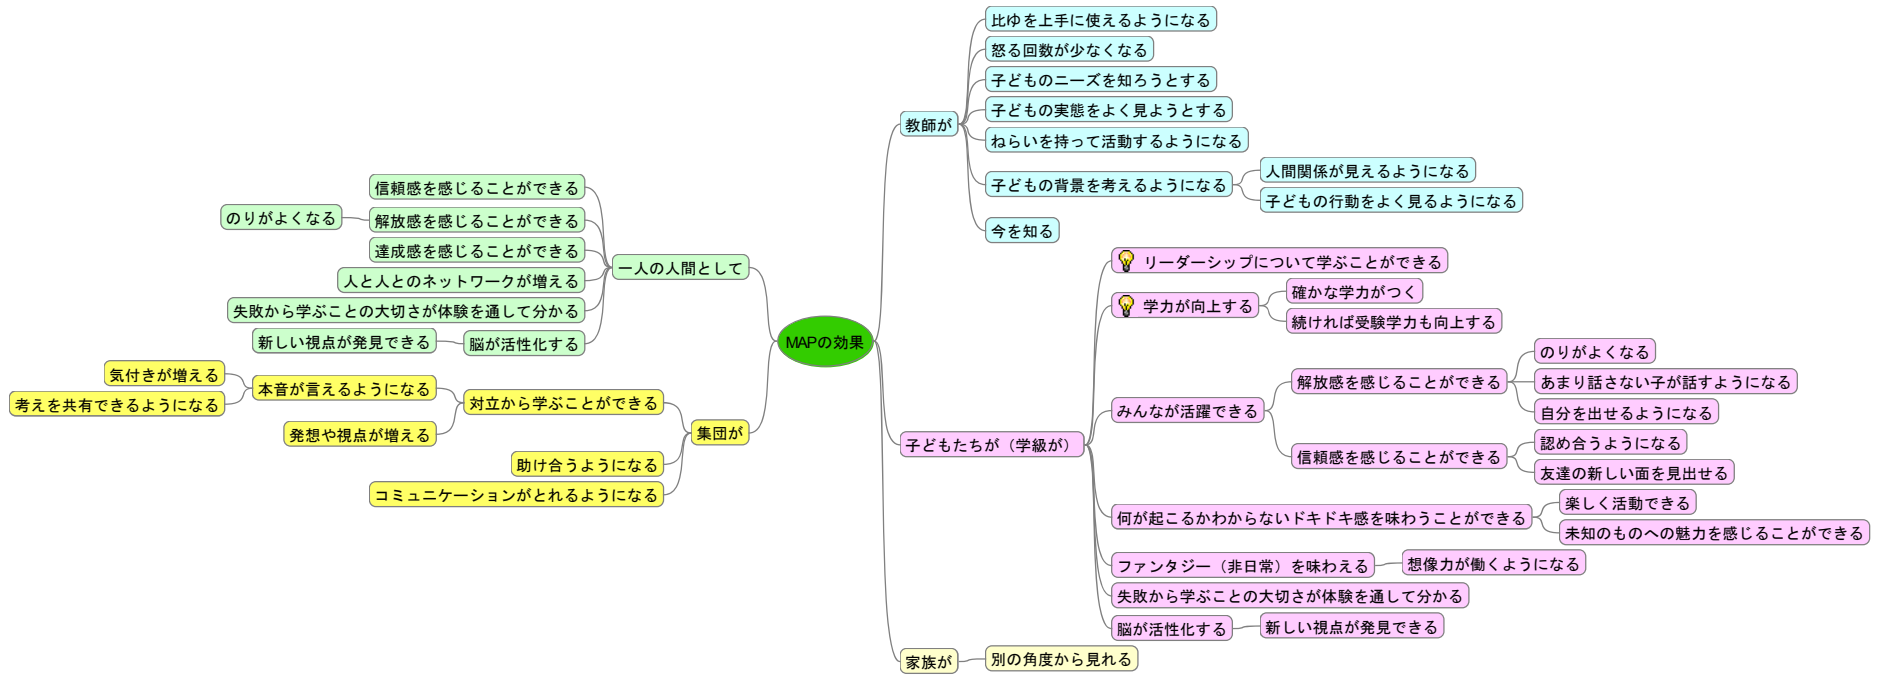 MAPの効果
教師が
比ゆを上手に使えるようになる
怒る回数が少なくなる
子どものニーズを知ろうとする
子どもの実態をよく見ようとする
ねらいを持って活動するようになる
子どもの背景を考えるようになる
人間関係が見えるようになる
子どもの行動をよく見るようになる
今を知る
子どもたちが（学級が）
リーダーシップについて学ぶことができる
学力が向上する
確かな学力がつく
続ければ受験学力も向上する
みんなが活躍できる
解放感を感じることができる
のりがよくなる
あまり話さない子が話すようになる
自分を出せるようになる
信頼感を感じることができる
認め合うようになる
友達の新しい面を見出せる
何が起こるかわからないドキドキ感を味わうことができる
楽しく活動できる
未知のものへの魅力を感じることができる
ファンタジー（非日常）を味わえる
想像力が働くようになる
失敗から学ぶことの大切さが体験を通して分かる
脳が活性化する
新しい視点が発見できる
家族が
別の角度から見れる
一人の人間として
信頼感を感じることができる
解放感を感じることができる
のりがよくなる
達成感を感じることができる
人と人とのネットワークが増える
失敗から学ぶことの大切さが体験を通して分かる
脳が活性化する
新しい視点が発見できる
集団が
対立から学ぶことができる
本音が言えるようになる
気付きが増える
考えを共有できるようになる
発想や視点が増える
助け合うようになる
コミュニケーションがとれるようになる